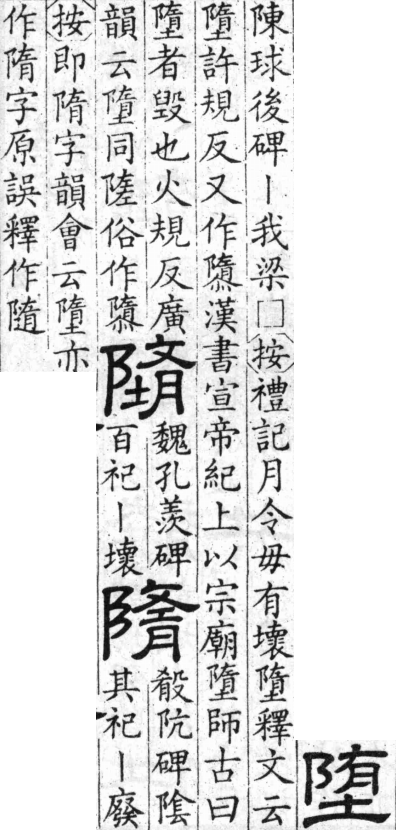 堕
陳球後碑丨我梁□按禮記月令毋有壞墮釋文云
墮許規反又作隳漢書宣帝紀上以宗廟墮師古曰
墮者毀也火規反廣
韻云墮同隓俗作隳
墮
魏孔羨碑
百祀丨壞
隋
殽阬碑陰
其祀丨廢
按即隋字韻會云墮亦
作隋字原誤釋作隨